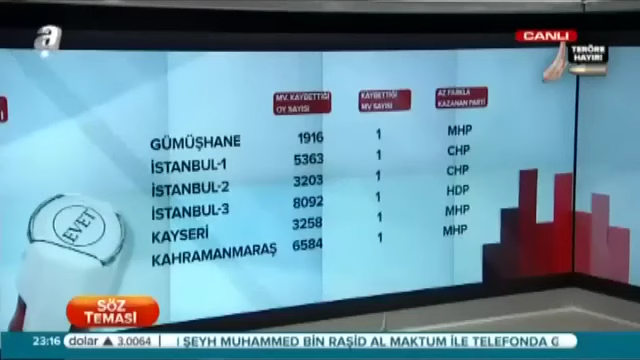 a
CANLI
TERÖRE
HAYIR!
MV. KAYBETTİĞİ
OY SAYISI
KAYBETTİĞİ
MV SAYISI
AZ FARKLA
KAZANAN PARTİ
GÜMÜŞHANE 1916 1 MHP
İSTANBUL-1 5363 1 CHP
İSTANBUL-2 3203 1 CHP
İSTANBUL-3 8092 1 HDP
KAYSERİ 3258 1 MHP
KAHRAMANMARAŞ 6584 1 MHP
EVET
SÖZ
TEMASI
23:16 dolar ▲ 3,0064 ŞEYH MUHAMMED BİN RAŞİD AL MAKTUM İLE TELEFONDA G